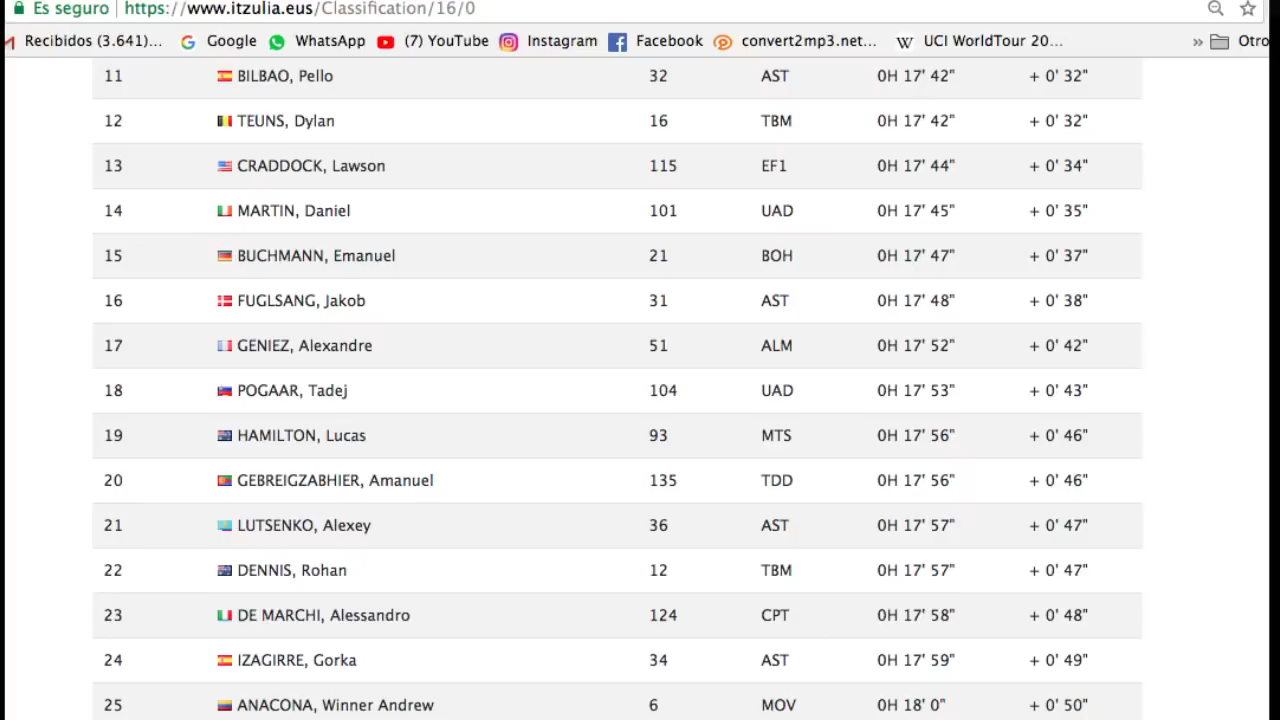 Es seguro https://www.itzulia.eus/Classification/16/0
Recibidos (3.641)... Google WhatsApp (7) YouTube Instagram Facebook convert2mp3.net... W UCI WorldTour 20... » Otro
11 BILBAO, Pello 32 AST 0H 17' 42" + 0' 32"
12 TEUNS, Dylan 16 TBM 0H 17' 42" + 0' 32"
13 CRADDOCK, Lawson 115 EF1 0H 17' 44" + 0' 34"
14 MARTIN, Daniel 101 UAD 0H 17' 45" + 0' 35"
15 BUCHMANN, Emanuel 21 BOH 0H 17' 47" + 0' 37"
16 FUGLSANG, Jakob 31 AST 0H 17' 48" + 0' 38"
17 GENIEZ, Alexandre 51 ALM 0H 17' 52" + 0' 42"
18 POGAAR, Tadej 104 UAD 0H 17' 53" + 0' 43"
19 HAMILTON, Lucas 93 MTS 0H 17' 56" + 0' 46"
20 GEBREIGZABHIER, Amanuel 135 TDD 0H 17' 56" + 0' 46"
21 LUTSENKO, Alexey 36 AST 0H 17' 57" + 0' 47"
22 DENNIS, Rohan 12 TBM 0H 17' 57" + 0' 47"
23 DE MARCHI, Alessandro 124 CPT 0H 17' 58" + 0' 48"
24 IZAGIRRE, Gorka 34 AST 0H 17' 59" + 0' 49"
25 ANACONA, Winner Andrew 6 MOV 0H 18' 0" + 0' 50"